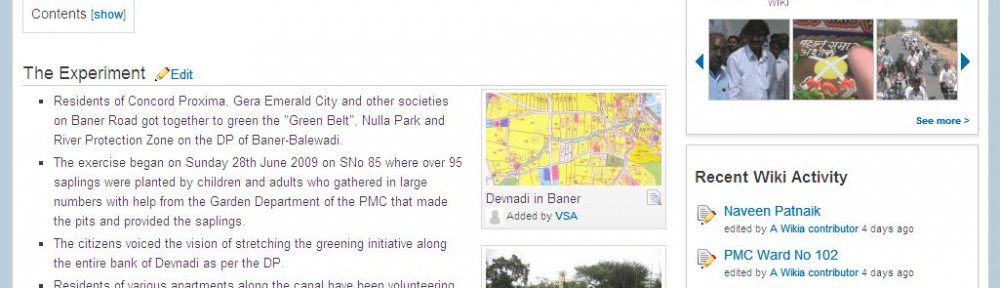 Contents [show]
The Experiment Edit
Residents of Concord Proxima, Gera Emerald City and other societies
on Baner Road got together to green the "Green Belt", Nulla Park and
River Protection Zone on the DP of Baner-Balewadi.
The exercise began on Sunday 28th June 2009 on SNo 85 where over 95
saplings were planted by children and adults who gathered in large
numbers with help from the Garden Department of the PMC that made
the pits and provided the saplings.
The citizens voiced the vision of stretching the greening initiative along
the entire bank of Devnadi as per the DP.
Residents of various apartments along the canal have been volunteering
Devnadi in Baner
Added by VSA
See more >
Recent Wiki Activity
Naveen Patnaik
edited by A Wikia contributor 4 days ago
PMC Ward No 102
edited by A Wikia contributor 4 days ago